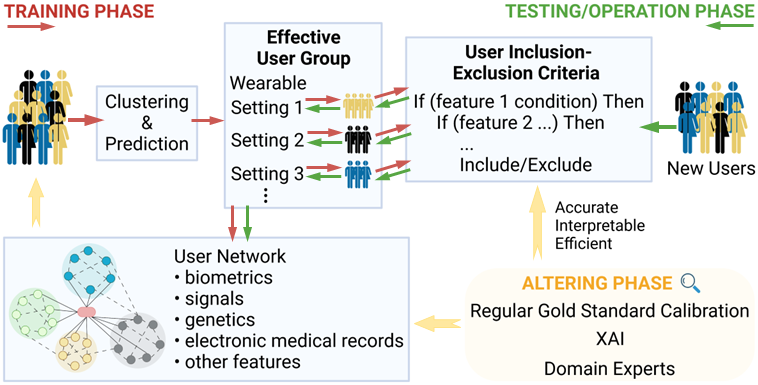 TRAINING PHASE
TESTING/OPERATION PHASE
Clustering
&
Prediction
Effective
User Group
Wearable
Setting 1
Setting 2
Setting 3
⋮
User Inclusion-
Exclusion Criteria
If (feature 1 condition) Then
If (feature 2 ...) Then
...
Include/Exclude
New Users
User Network
• biometrics
• signals
• genetics
• electronic medical records
• other features
Accurate
Interpretable
Efficient
ALTERING PHASE
Regular Gold Standard Calibration
XAI
Domain Experts